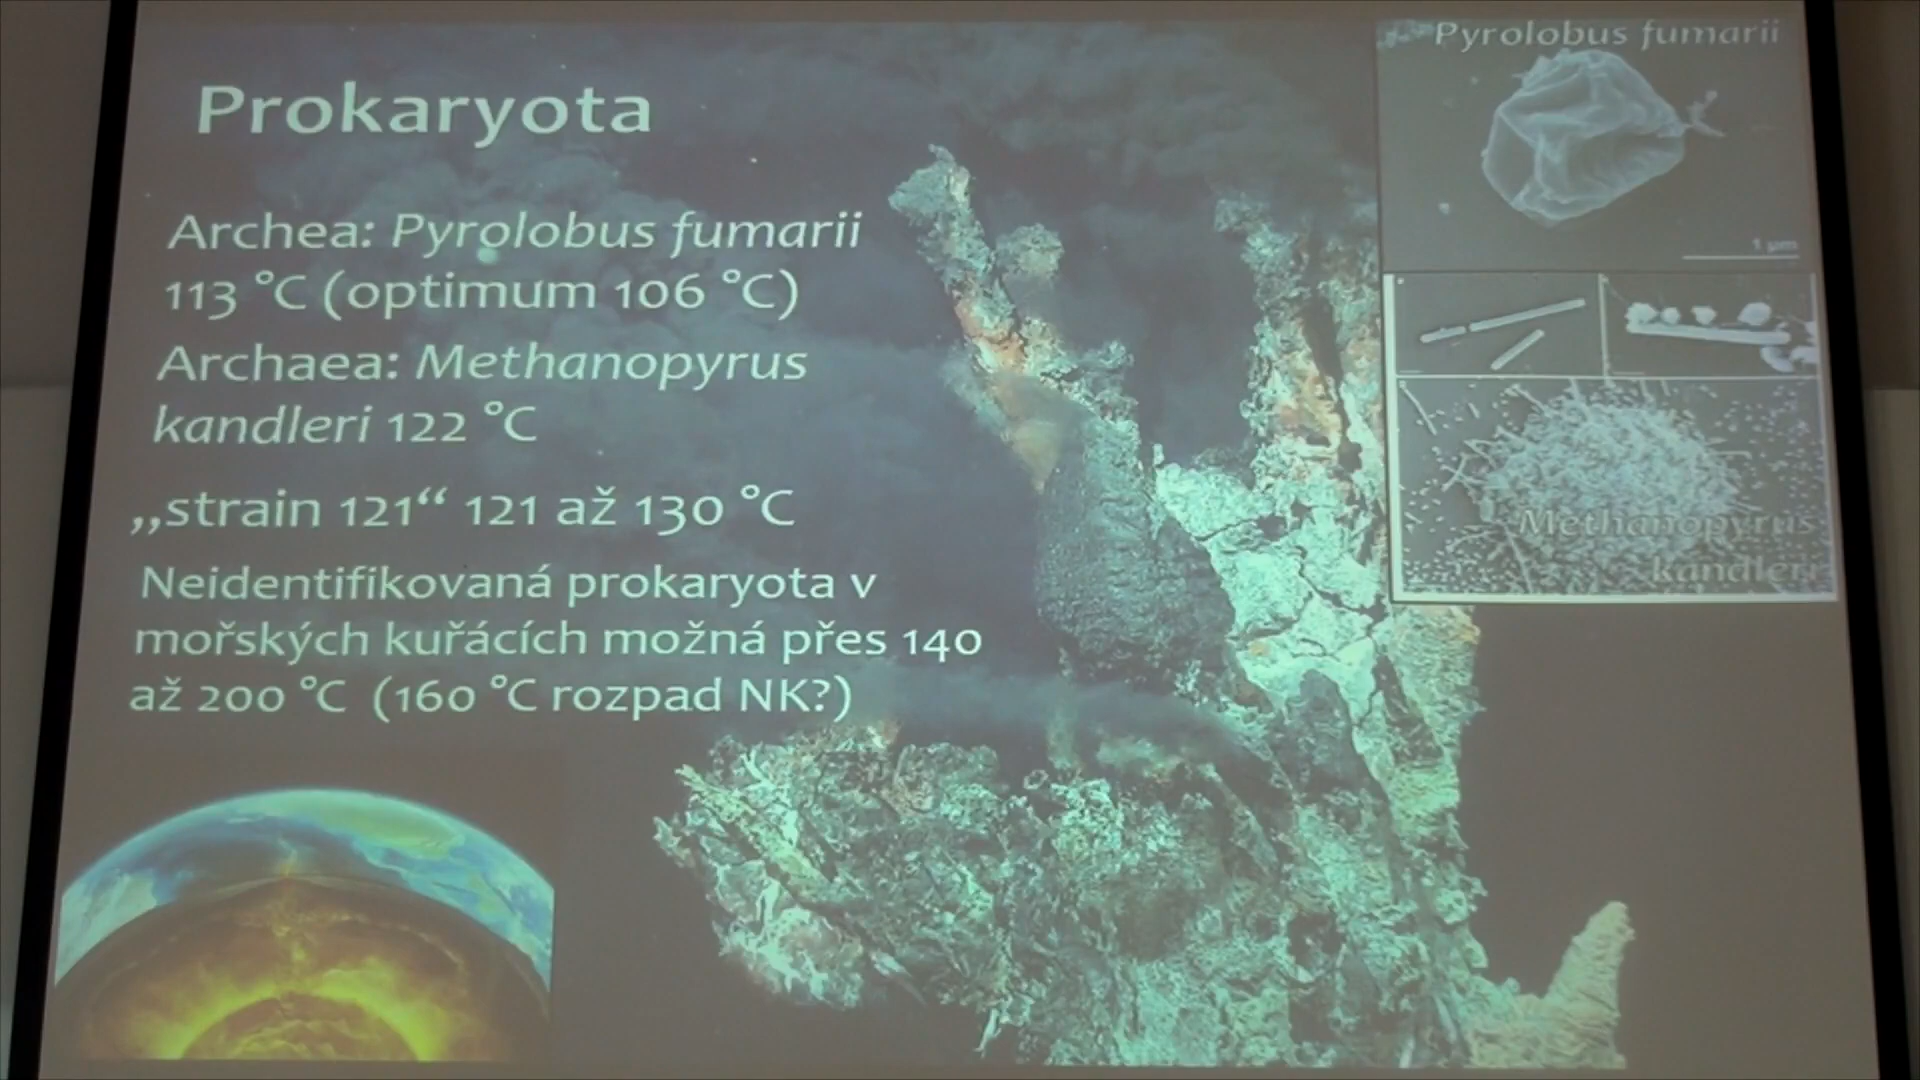 Prokaryota
Archea: Pyrolobus fumarii
113 °C (optimum 106 °C)
Archaea: Methanopyrus
kandleri 122 °C
„strain 121“ 121 až 130 °C
Neidentifikovaná prokaryota v
mořských kuřácích možná přes 140
až 200 °C (160 °C rozpad NK?)
Pyrolobus fumarii
1 µm
Methanopyrus
kandleri